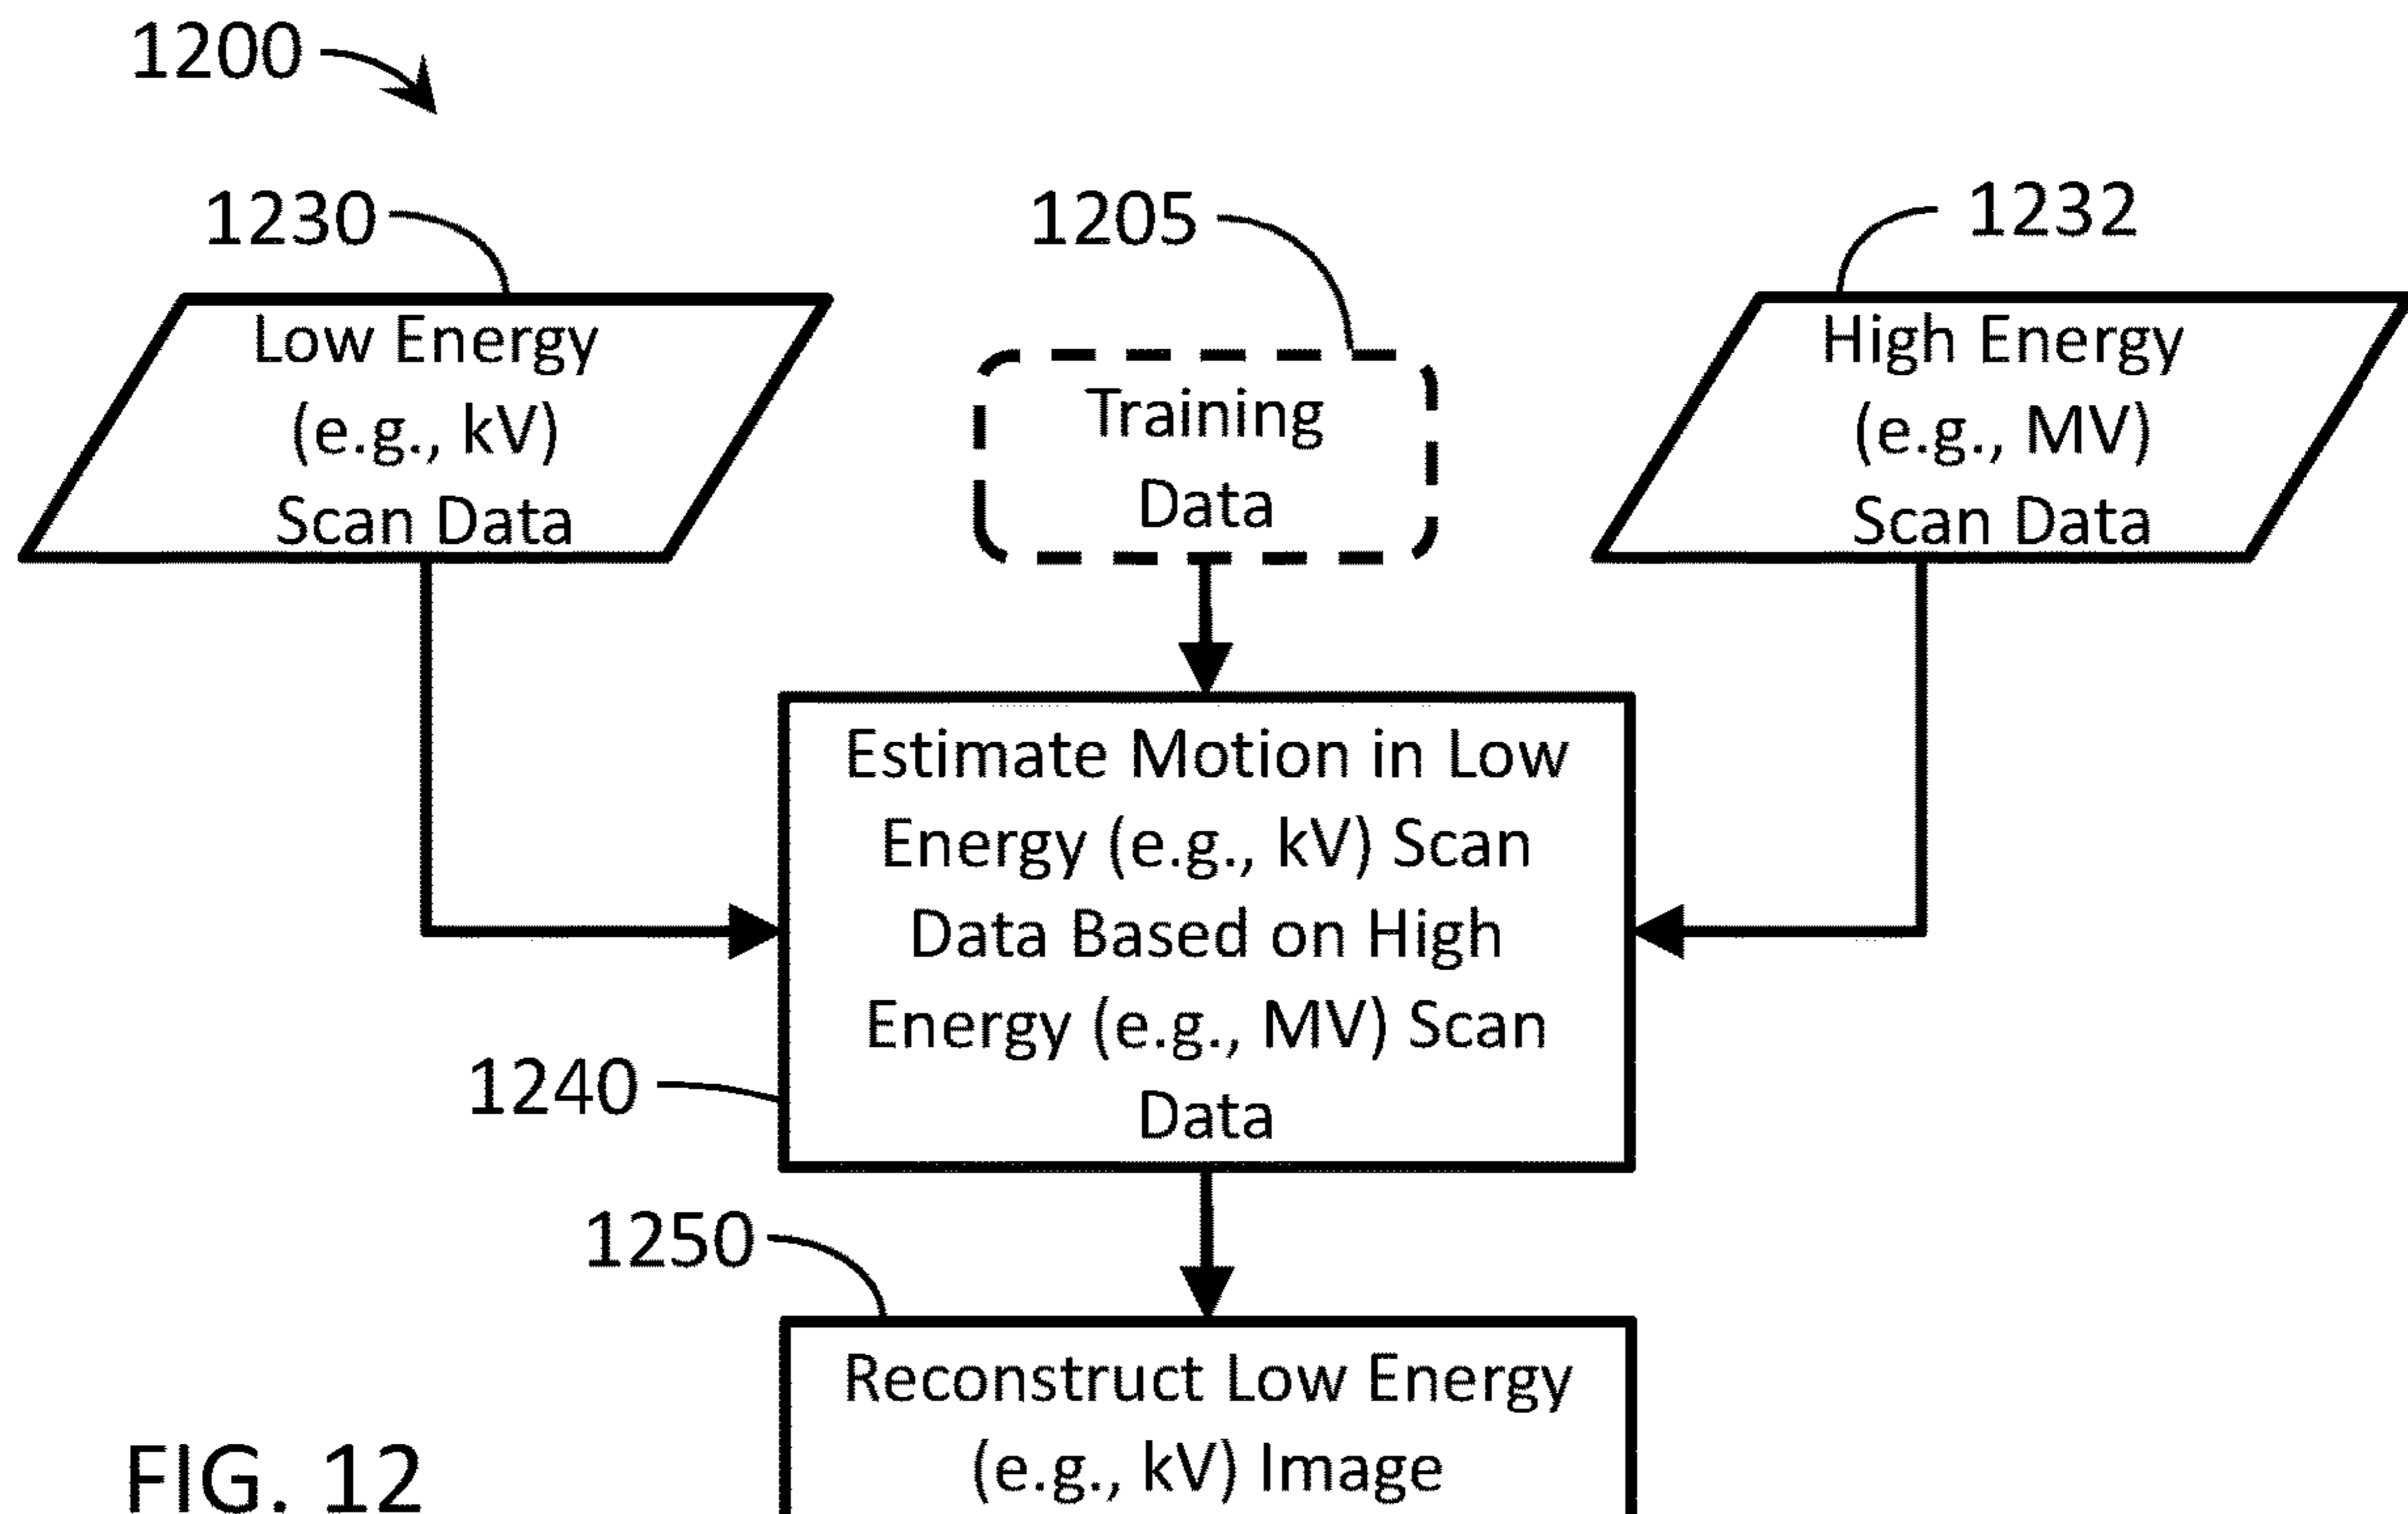 1200
1230
1205
1232
Low Energy
(e.g., kV)
Scan Data
Training
Data
High Energy
(e.g., MV)
Scan Data
Estimate Motion in Low
Energy (e.g., kV) Scan
Data Based on High
Energy (e.g., MV) Scan
Data
1240
1250
Reconstruct Low Energy
(e.g., kV) Image
FIG. 12